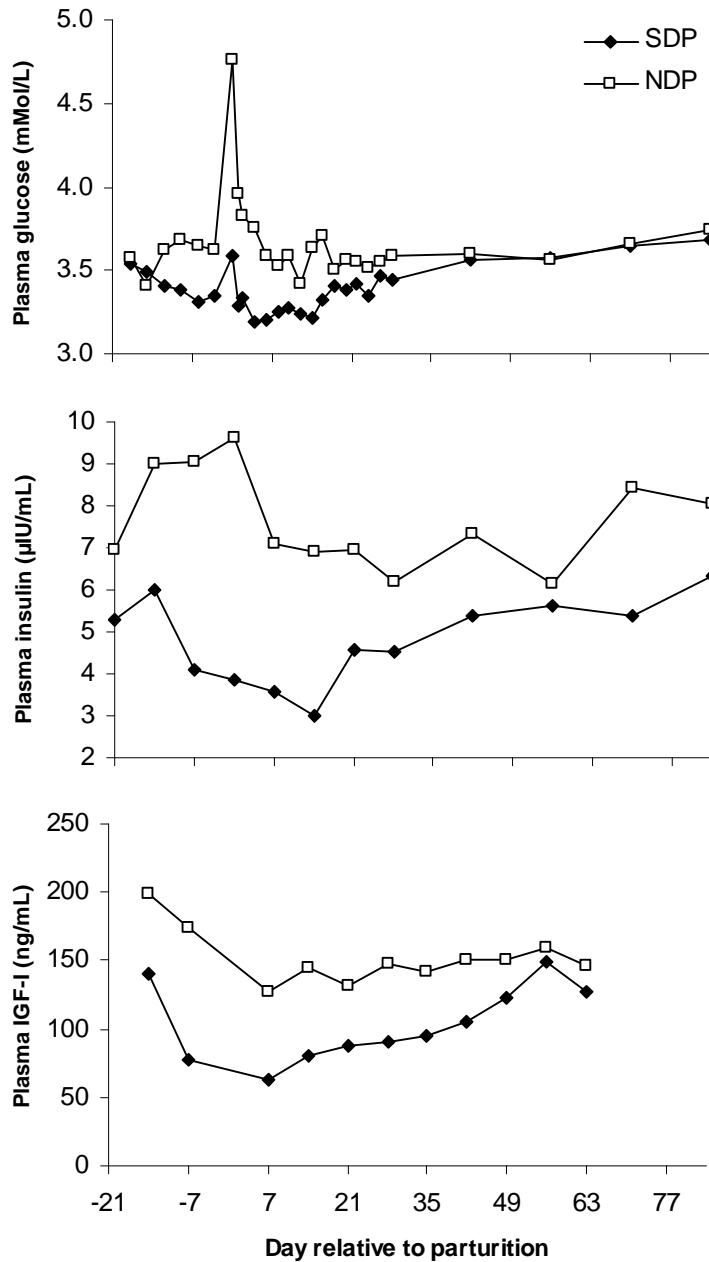 SDP
NDP
Plasma glucose (mMol/L)
5.0
4.5
4.0
3.5
3.0
Plasma insulin (µIU/mL)
10
9
8
7
6
5
4
3
2
Plasma IGF-I (ng/mL)
250
200
150
100
50
0
-21 -7 7 21 35 49 63 77
Day relative to parturition